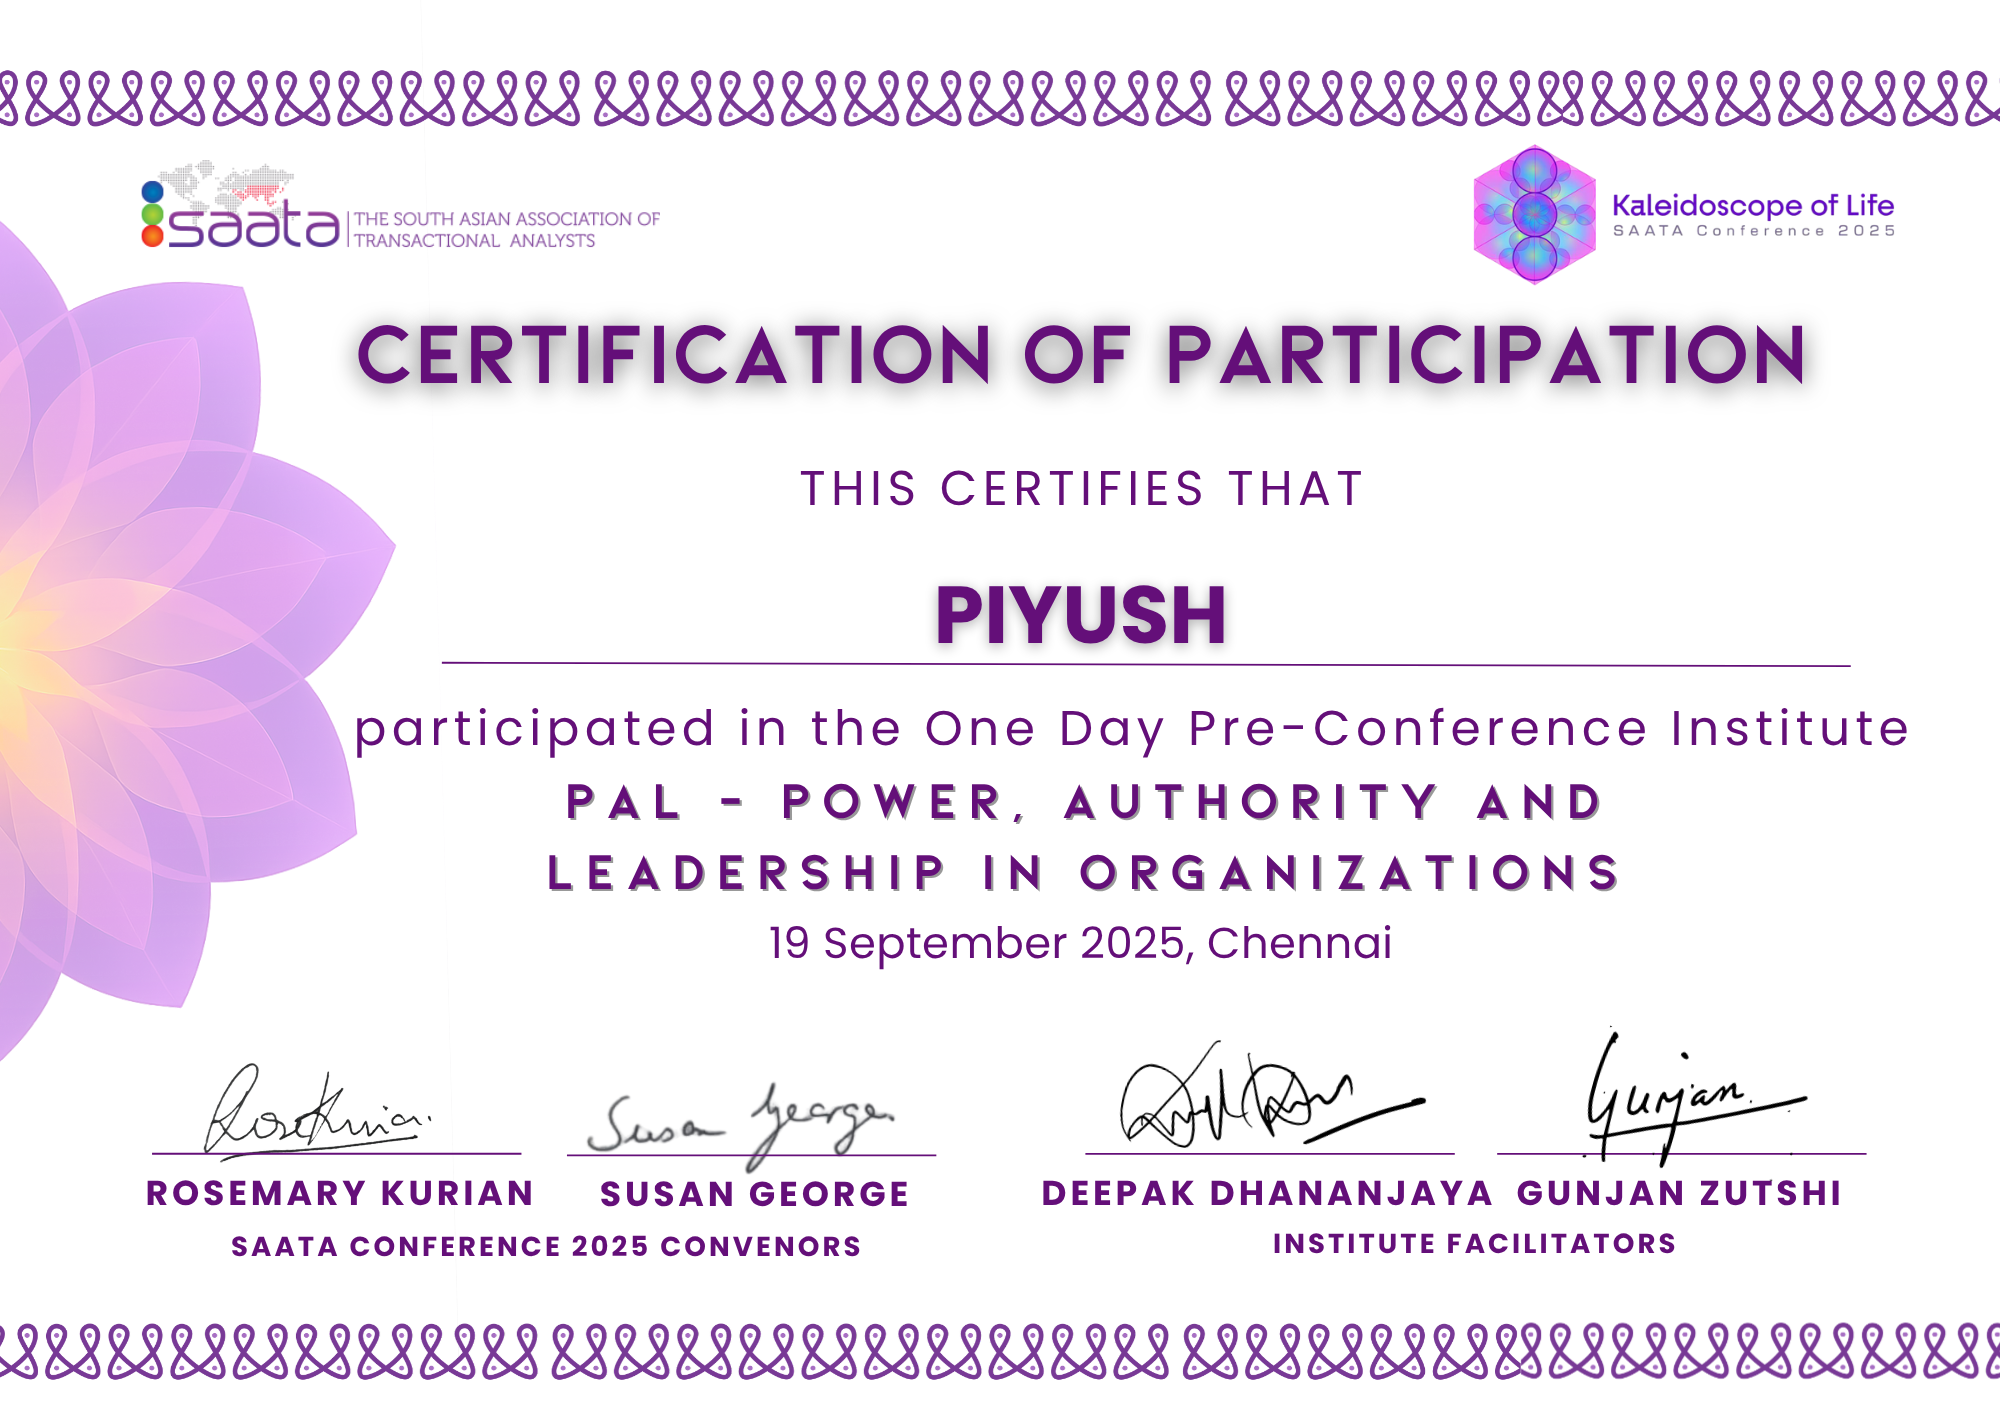 saata
THE SOUTH ASIAN ASSOCIATION OF
TRANSACTIONAL ANALYSTS
Kaleidoscope of Life
SAATA Conference 2025
CERTIFICATION OF PARTICIPATION
THIS CERTIFIES THAT
PIYUSH
participated in the One Day Pre-Conference Institute
PAL - POWER, AUTHORITY AND
LEADERSHIP IN ORGANIZATIONS
19 September 2025, Chennai
Susan George
Gunjan
ROSEMARY KURIAN
SUSAN GEORGE
DEEPAK DHANANJAYA
GUNJAN ZUTSHI
SAATA CONFERENCE 2025 CONVENORS
INSTITUTE FACILITATORS